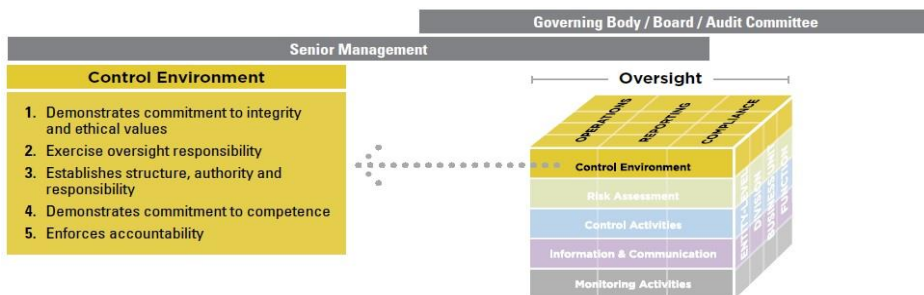 Governing Body / Board / Audit Committee
Senior Management
Control Environment
1. Demonstrates commitment to integrity
and ethical values
2. Exercise oversight responsibility
3. Establishes structure, authority and
responsibility
4. Demonstrates commitment to competence
5. Enforces accountability
Oversight
OPERATIONS
REPORTING
COMPLIANCE
Control Environment
Risk Assessment
Control Activities
Information & Communication
Monitoring Activities
ENTITY-LEVEL
DIVISION
BUSINESS UNIT
FUNCTION